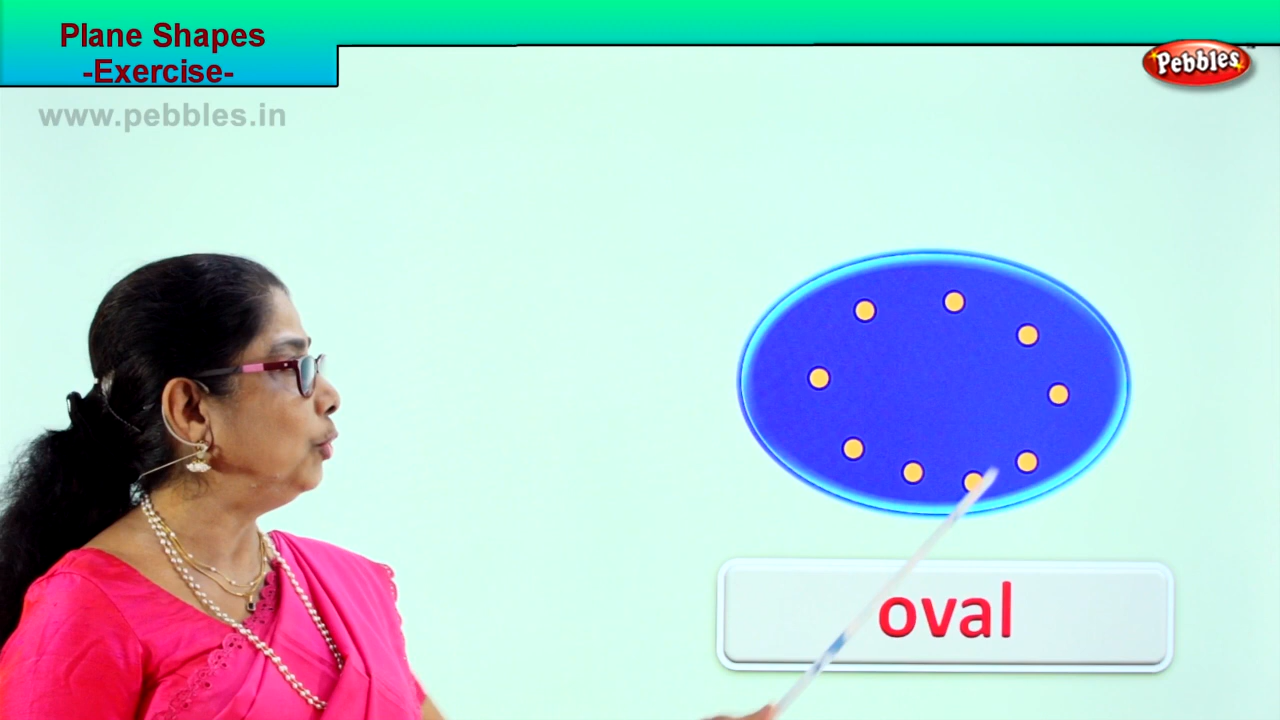 Plane Shapes
-Exercise-
Pebbles
www.pebbles.in
oval